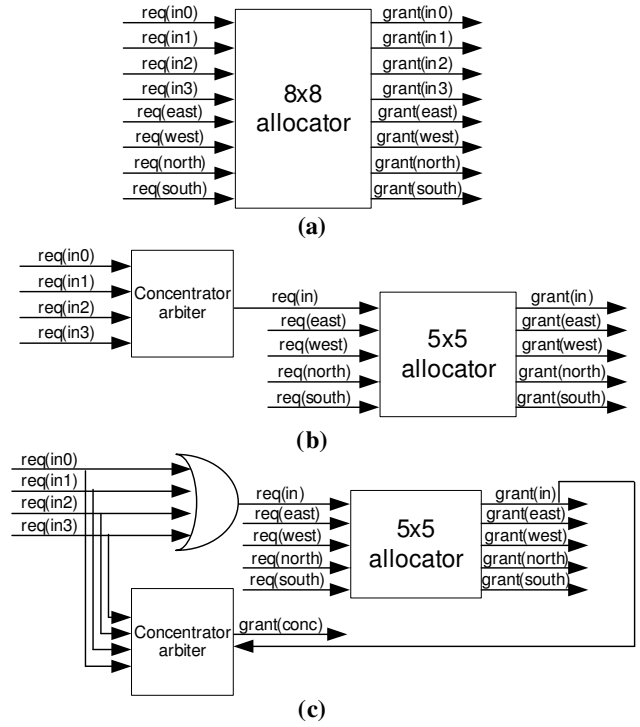 req(in0) grant(in0)
req(in1) grant(in1)
req(in2) grant(in2)
req(in3) grant(in3)
req(east) grant(east)
req(west) grant(west)
req(north) grant(north)
req(south) grant(south)
8x8
allocator
(a)
req(in0)
req(in1)
req(in2)
req(in3)
Concentrator
arbiter
req(in)
req(east)
req(west)
req(north)
req(south)
5x5
allocator
grant(in)
grant(east)
grant(west)
grant(north)
grant(south)
(b)
req(in0)
req(in1)
req(in2)
req(in3)
req(in)
req(east)
req(west)
req(north)
req(south)
5x5
allocator
grant(in)
grant(east)
grant(west)
grant(north)
grant(south)
Concentrator
arbiter
grant(conc)
(c)